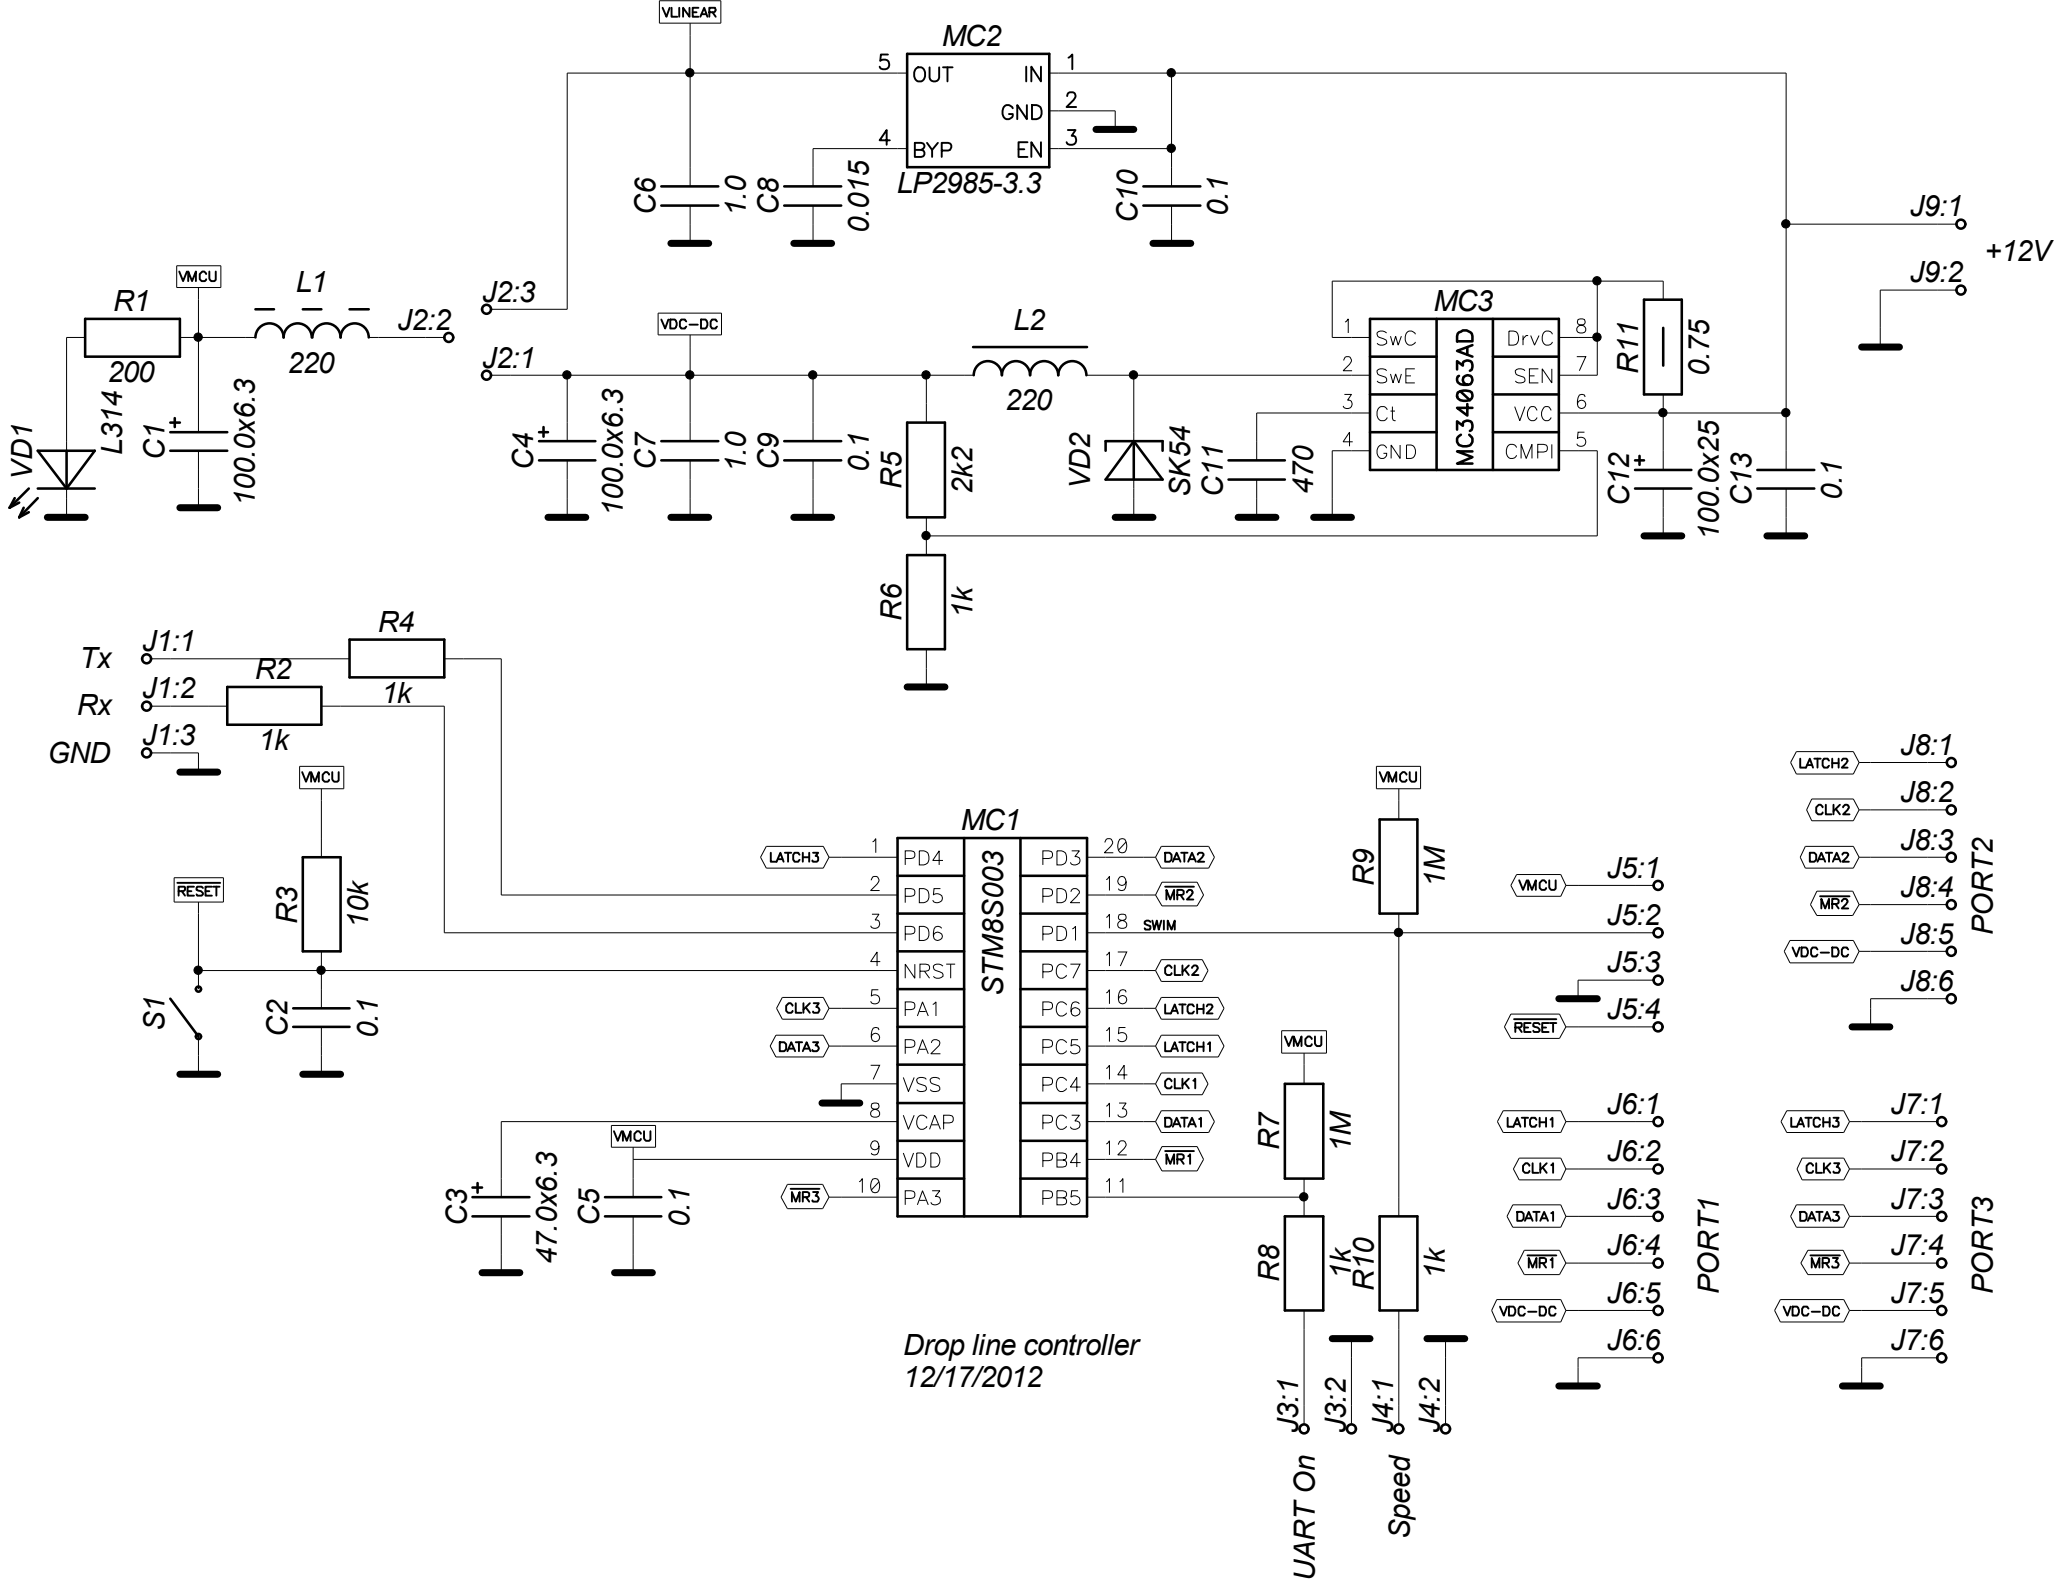 VLINEAR
MC2
5 OUT IN 1
GND 2
4 BYP EN 3
LP2985-3.3
C6 1.0
C8 0.015
C10 0.1
J9:1
+12V
J9:2
VMCU
L1
220
R1
200
J2:2
J2:3
J2:1
VD1 L314
C1 + 100.0x6.3
VDC-DC
L2
220
MC3
MC34063AD
1 SwC DrvC 8
2 SwE SEN 7
3 Ct VCC 6
4 GND CMPI 5
R11 0.75
C4 + 100.0x6.3
C7 1.0
C9 0.1
R5 2k2
VD2 SK54
C11 470
C12 + 100.0x25
C13 0.1
R6 1k
Tx J1:1
R4
1k
Rx J1:2
R2
1k
GND J1:3
VMCU
R3 10k
RESET
S1
C2 0.1
MC1
STM8S003
LATCH3 1 PD4 PD3 20 DATA2
2 PD5 PD2 19 MR2
3 PD6 PD1 18 SWIM
4 NRST PC7 17 CLK2
CLK3 5 PA1 PC6 16 LATCH2
DATA3 6 PA2 PC5 15 LATCH1
7 VSS PC4 14 CLK1
8 VCAP PC3 13 DATA1
9 VDD PB4 12 MR1
MR3 10 PA3 PB5 11
VMCU
C3 + 47.0x6.3
C5 0.1
VMCU
R9 1M
VMCU
R7 1M
R8 1k
R10 1k
J3:1
J3:2
J4:1
J4:2
UART On
Speed
VMCU J5:1
J5:2
J5:3
RESET J5:4
LATCH1 J6:1
CLK1 J6:2
DATA1 J6:3
MR1 J6:4
VDC-DC J6:5
J6:6
PORT1
LATCH2 J8:1
CLK2 J8:2
DATA2 J8:3
MR2 J8:4
VDC-DC J8:5
J8:6
PORT2
LATCH3 J7:1
CLK3 J7:2
DATA3 J7:3
MR3 J7:4
VDC-DC J7:5
J7:6
PORT3
Drop line controller
12/17/2012